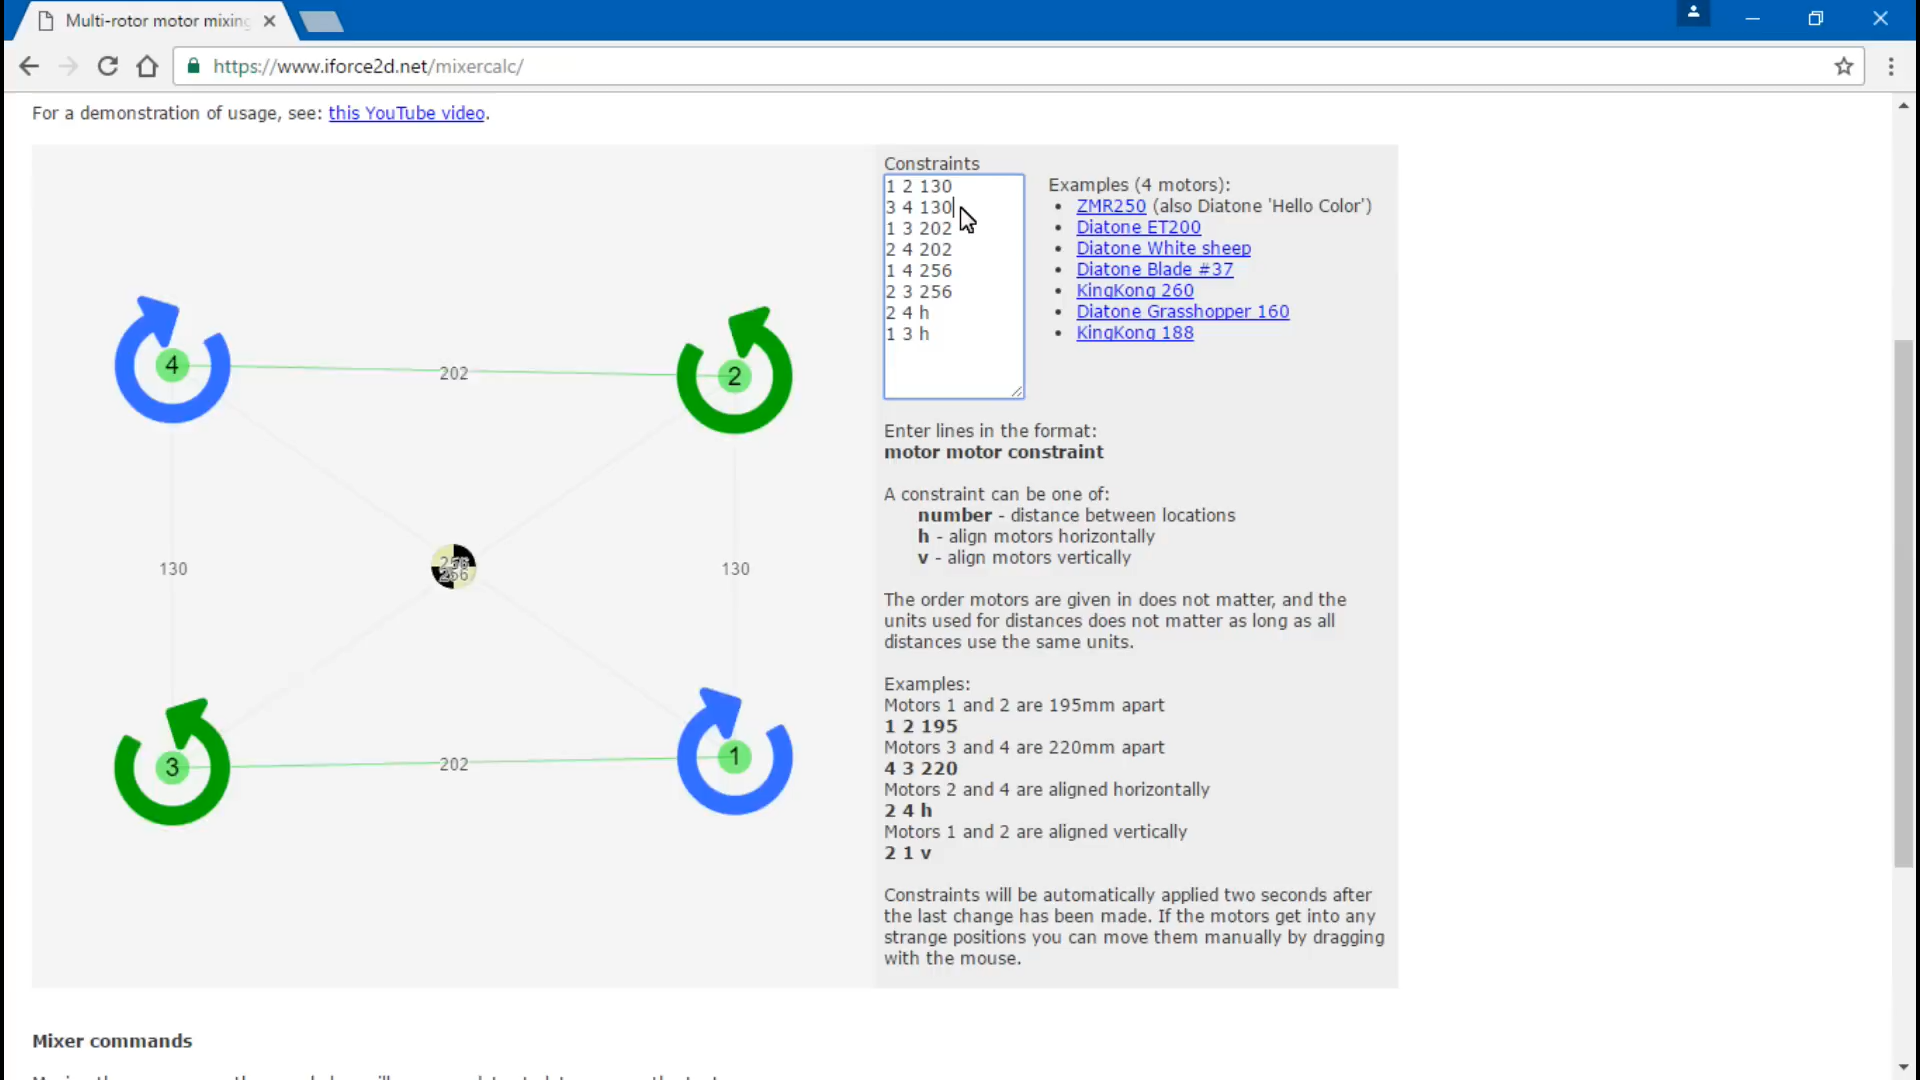 Multi-rotor motor mixing
https://www.iforce2d.net/mixercalc/
For a demonstration of usage, see: this YouTube video.
4
202
2
130
256
130
3
202
1
Constraints
1 2 130
3 4 130
1 3 202
2 4 202
1 4 256
2 3 256
2 4 h
1 3 h
Examples (4 motors):
• ZMR250 (also Diatone 'Hello Color')
• Diatone ET200
• Diatone White sheep
• Diatone Blade #37
• KingKong 260
• Diatone Grasshopper 160
• KingKong 188
Enter lines in the format:
motor motor constraint
A constraint can be one of:
number - distance between locations
h - align motors horizontally
v - align motors vertically
The order motors are given in does not matter, and the
units used for distances does not matter as long as all
distances use the same units.
Examples:
Motors 1 and 2 are 195mm apart
1 2 195
Motors 3 and 4 are 220mm apart
4 3 220
Motors 2 and 4 are aligned horizontally
2 4 h
Motors 1 and 2 are aligned vertically
2 1 v
Constraints will be automatically applied two seconds after
the last change has been made. If the motors get into any
strange positions you can move them manually by dragging
with the mouse.
Mixer commands